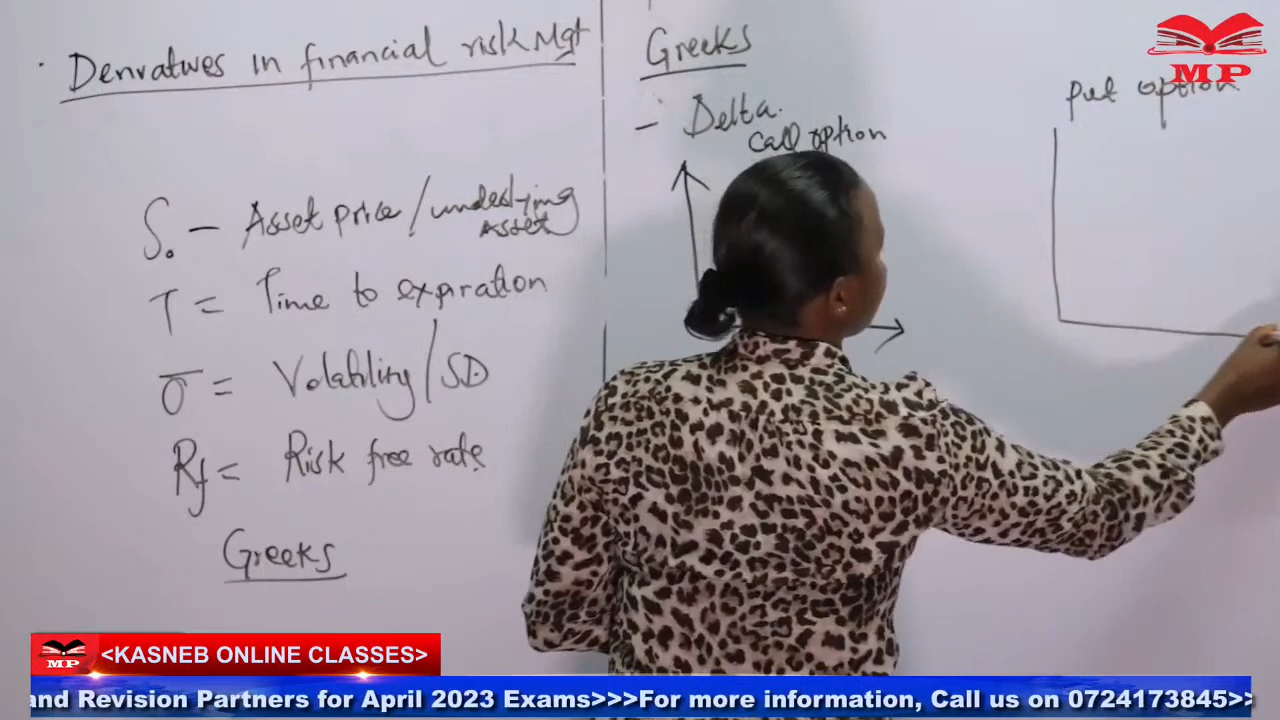 Derivatives in financial risk Mgt
S₀ – Asset price/underlying
Asset
T = Time to expiration
σ = Volatility/SD
Rf = Risk free rate
Greeks
Greeks
– Delta.
Call option
Put option
MP
MP
<KASNEB ONLINE CLASSES>
and Revision Partners for April 2023 Exams>>>For more information, Call us on 0724173845>>